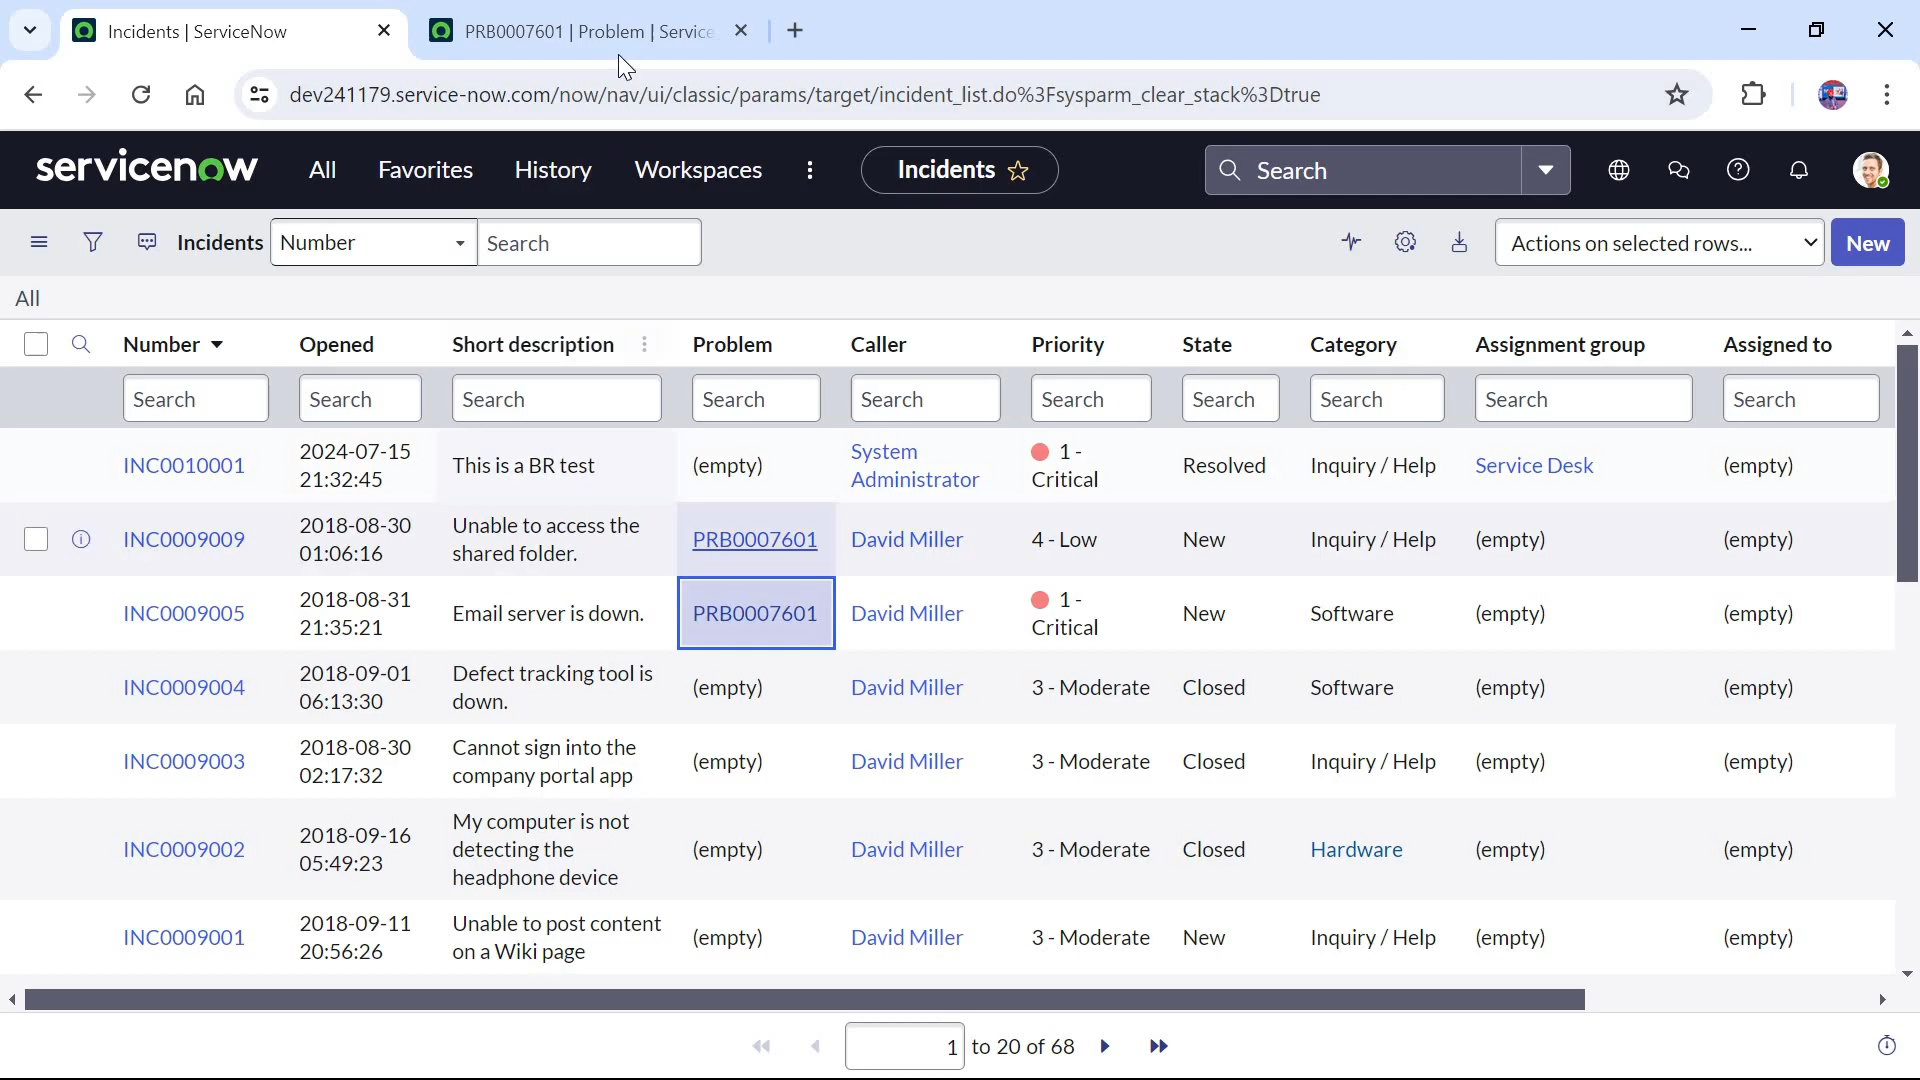 Incidents | ServiceNow
PRB0007601 | Problem | Service
dev241179.service-now.com/now/nav/ui/classic/params/target/incident_list.do%3Fsysparm_clear_stack%3Dtrue
servicenow All Favorites History Workspaces Incidents Search
Incidents Number Search Actions on selected rows... New
All
Number Opened Short description Problem Caller Priority State Category Assignment group Assigned to
Search Search Search Search Search Search Search Search Search Search
INC0010001 2024-07-15 21:32:45 This is a BR test (empty) System Administrator 1 - Critical Resolved Inquiry / Help Service Desk (empty)
INC0009009 2018-08-30 01:06:16 Unable to access the shared folder. PRB0007601 David Miller 4 - Low New Inquiry / Help (empty) (empty)
INC0009005 2018-08-31 21:35:21 Email server is down. PRB0007601 David Miller 1 - Critical New Software (empty) (empty)
INC0009004 2018-09-01 06:13:30 Defect tracking tool is down. (empty) David Miller 3 - Moderate Closed Software (empty) (empty)
INC0009003 2018-08-30 02:17:32 Cannot sign into the company portal app (empty) David Miller 3 - Moderate Closed Inquiry / Help (empty) (empty)
INC0009002 2018-09-16 05:49:23 My computer is not detecting the headphone device (empty) David Miller 3 - Moderate Closed Hardware (empty) (empty)
INC0009001 2018-09-11 20:56:26 Unable to post content on a Wiki page (empty) David Miller 3 - Moderate New Inquiry / Help (empty) (empty)
1 to 20 of 68